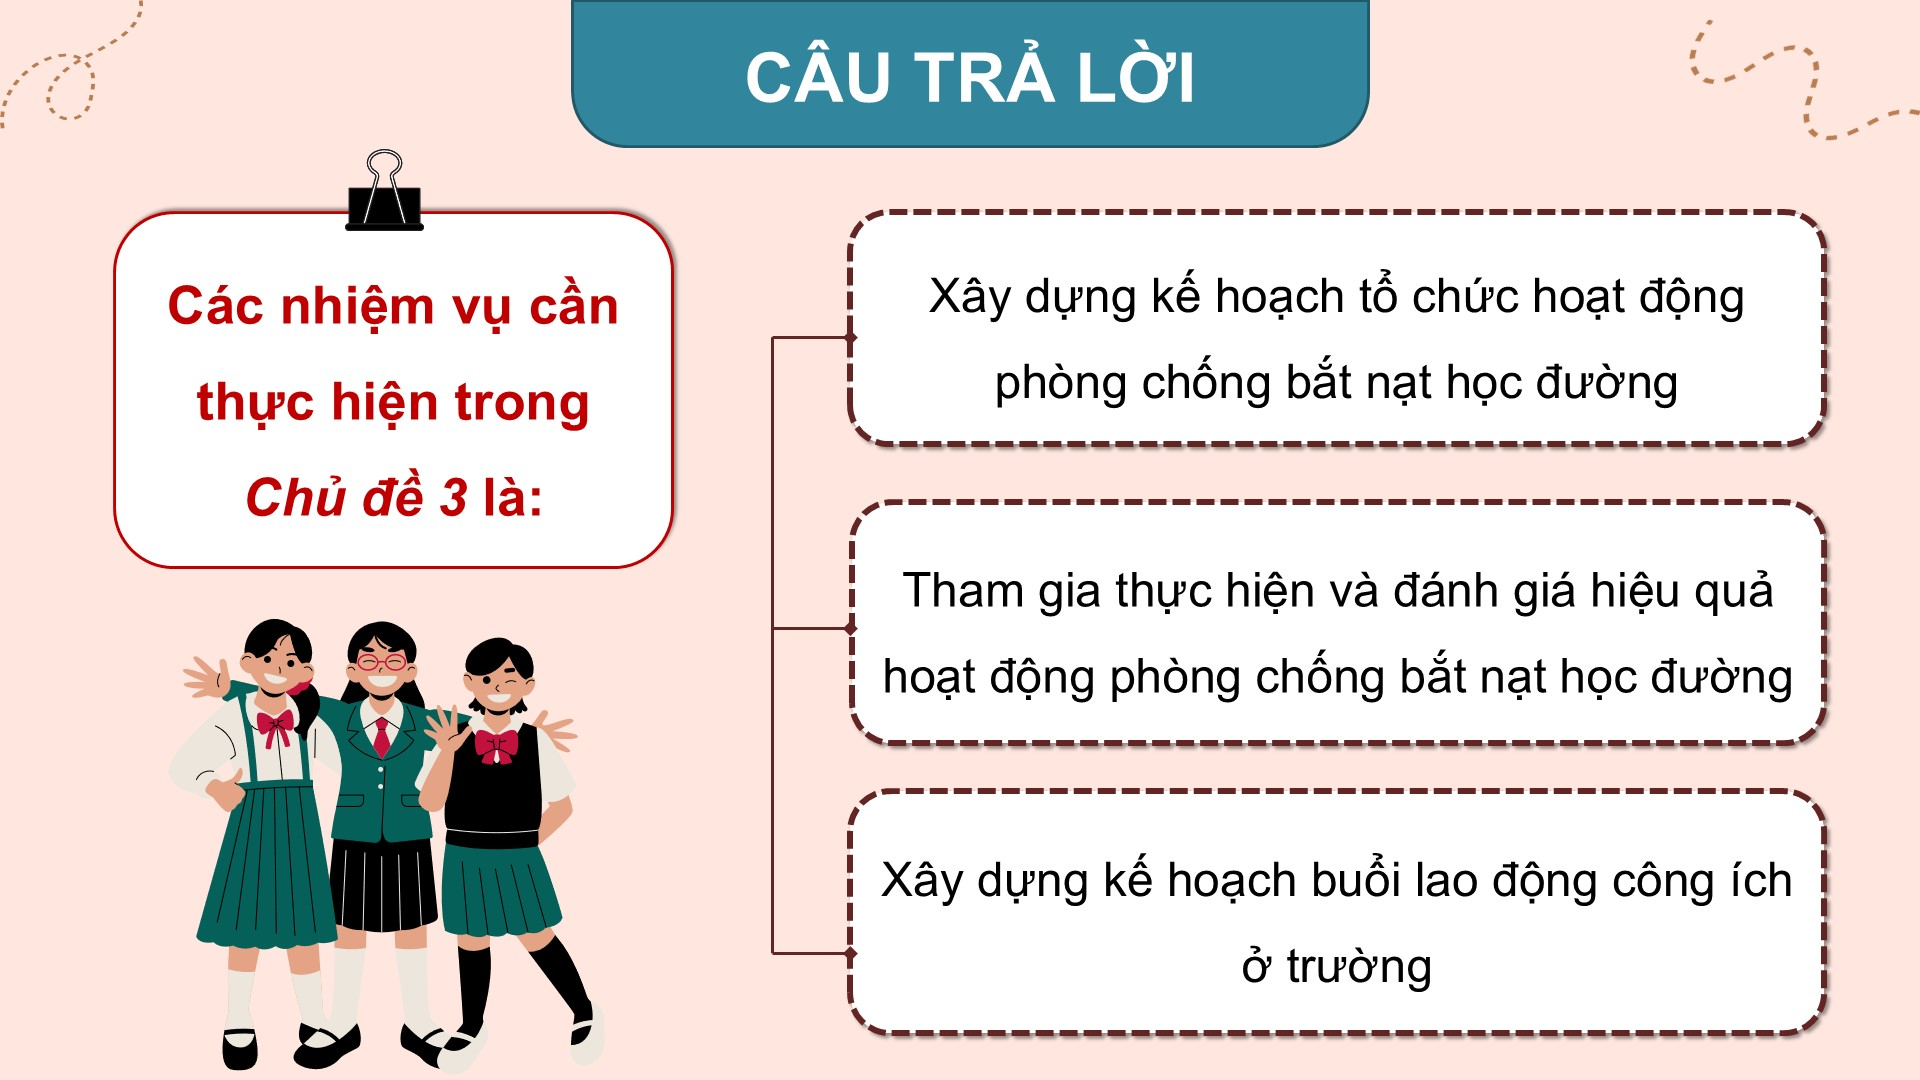 CÂU TRẢ LỜI
Các nhiệm vụ cần
thực hiện trong
Chủ đề 3 là:
Xây dựng kế hoạch tổ chức hoạt động
phòng chống bắt nạt học đường
Tham gia thực hiện và đánh giá hiệu quả
hoạt động phòng chống bắt nạt học đường
Xây dựng kế hoạch buổi lao động công ích
ở trường